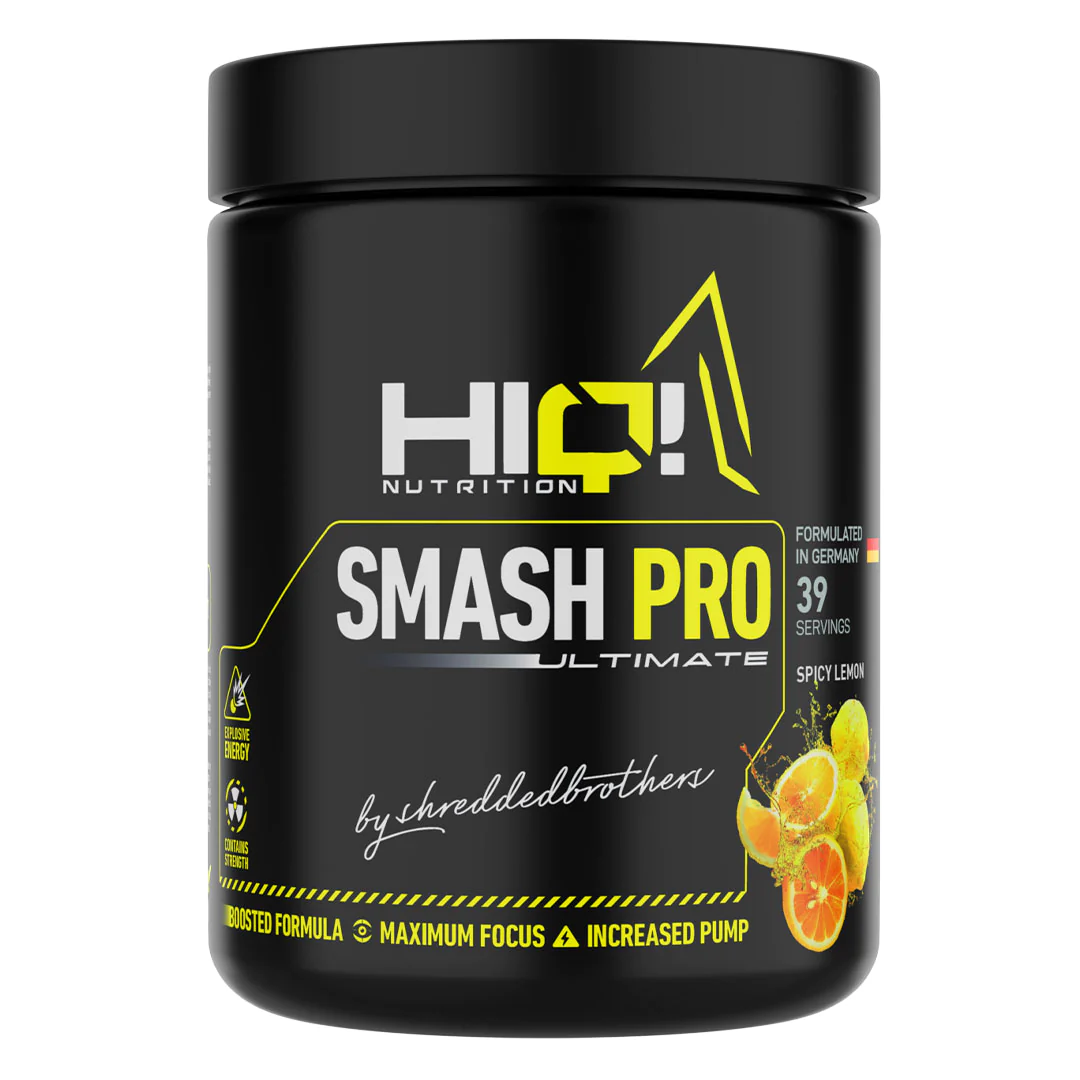 HIQ!
NUTRITION
SMASH PRO
ULTIMATE
FORMULATED
IN GERMANY
39
SERVINGS
SPICY LEMON
EXPLOSIVE
ENERGY
CONTAINS
STRENGTH
by shreddedbrothers
BOOSTED FORMULA MAXIMUM FOCUS INCREASED PUMP